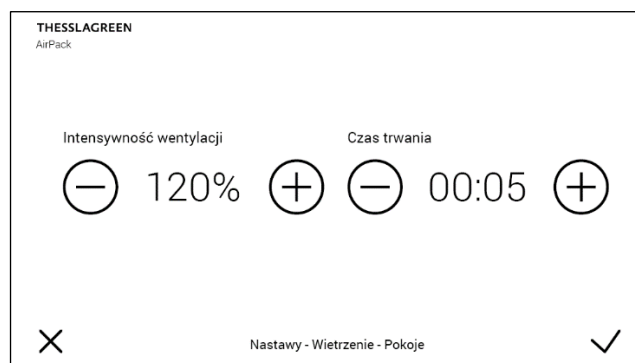 THESSLAGREEN
AirPack
Intensywność wentylacji
Czas trwania
120%
00:05
Nastawy - Wietrzenie - Pokoje